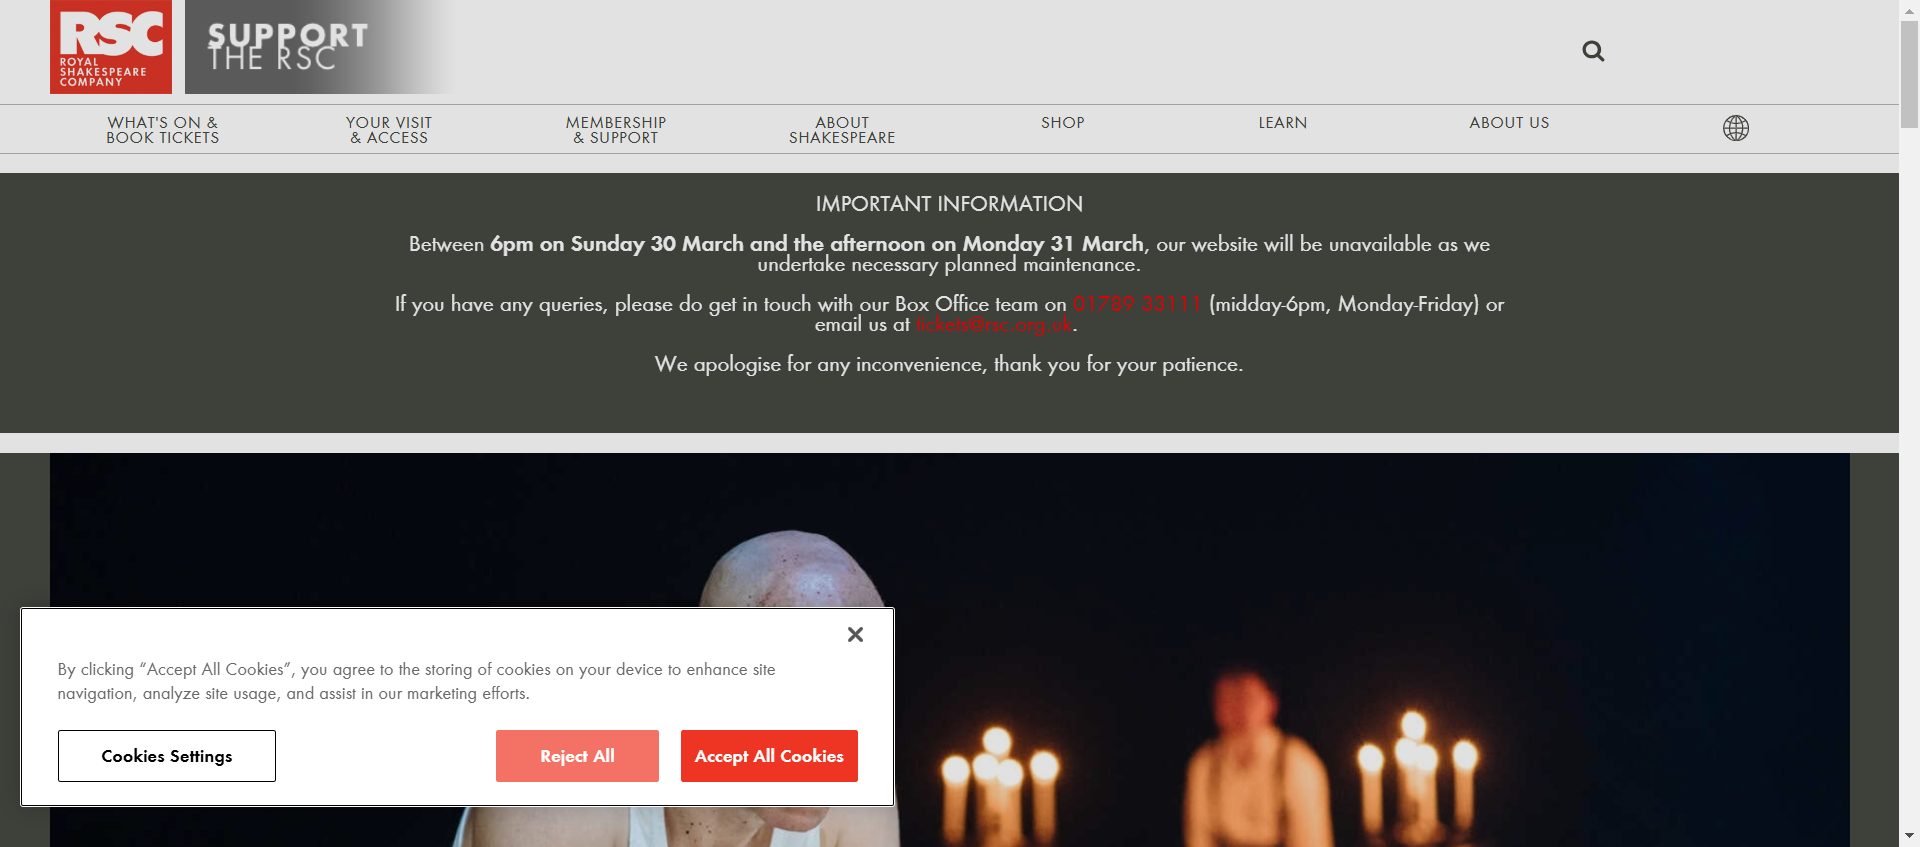 RSC
ROYAL
SHAKESPEARE
COMPANY
SUPPORT
THE RSC
WHAT'S ON &
BOOK TICKETS
YOUR VISIT
& ACCESS
MEMBERSHIP
& SUPPORT
ABOUT
SHAKESPEARE
SHOP
LEARN
ABOUT US
IMPORTANT INFORMATION
Between 6pm on Sunday 30 March and the afternoon on Monday 31 March, our website will be unavailable as we
undertake necessary planned maintenance.
If you have any queries, please do get in touch with our Box Office team on 01789 33111 (midday-6pm, Monday-Friday) or
email us at tickets@rsc.org.uk.
We apologise for any inconvenience, thank you for your patience.
By clicking “Accept All Cookies”, you agree to the storing of cookies on your device to enhance site
navigation, analyze site usage, and assist in our marketing efforts.
Cookies Settings
Reject All
Accept All Cookies